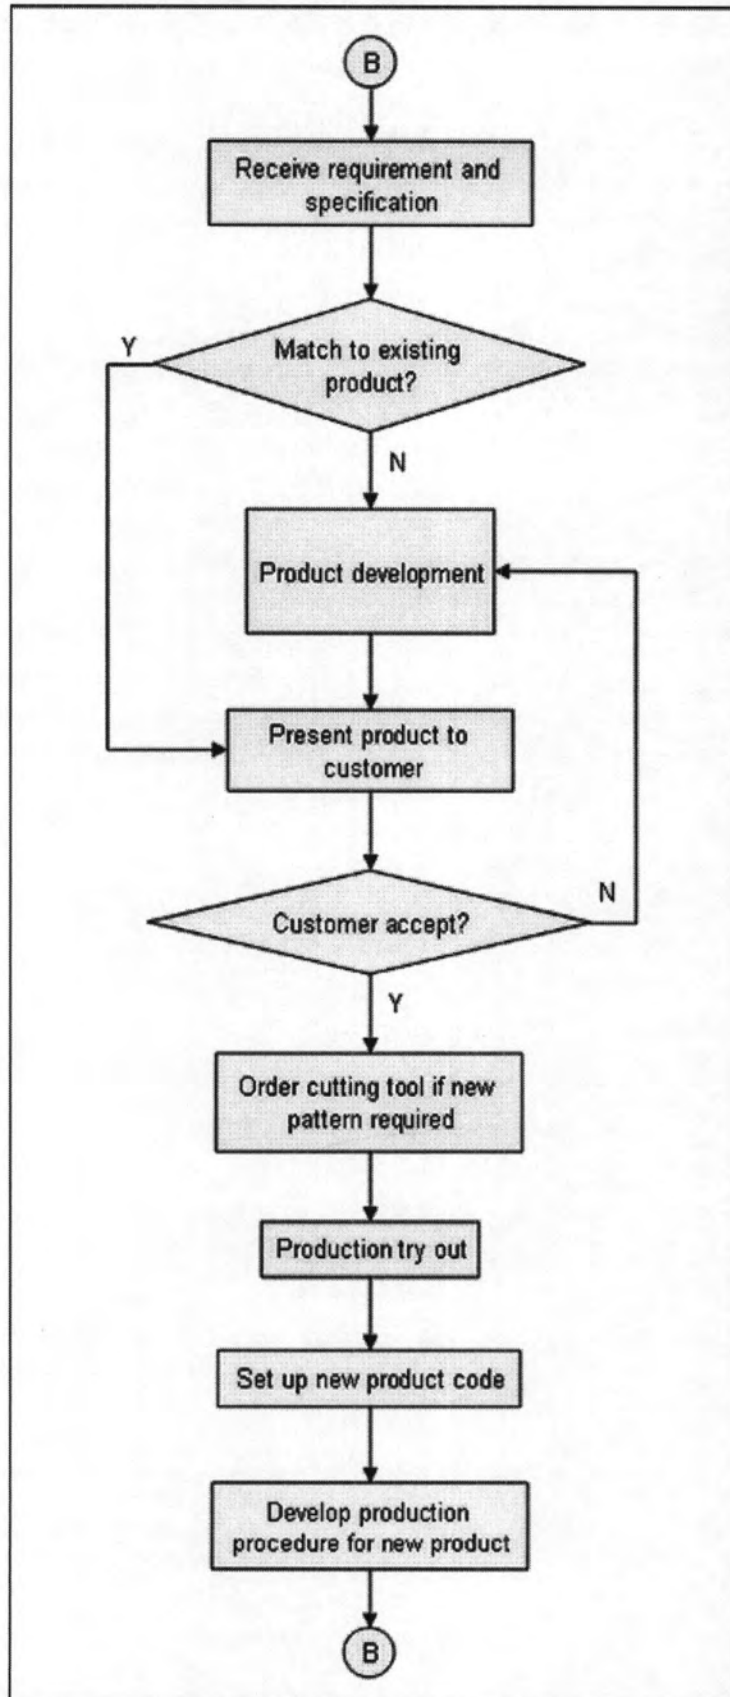 B
Receive requirement and
specification
Y
Match to existing
product?
N
Product development
Present product to
customer
N
Customer accept?
Y
Order cutting tool if new
pattern required
Production try out
Set up new product code
Develop production
procedure for new product
B